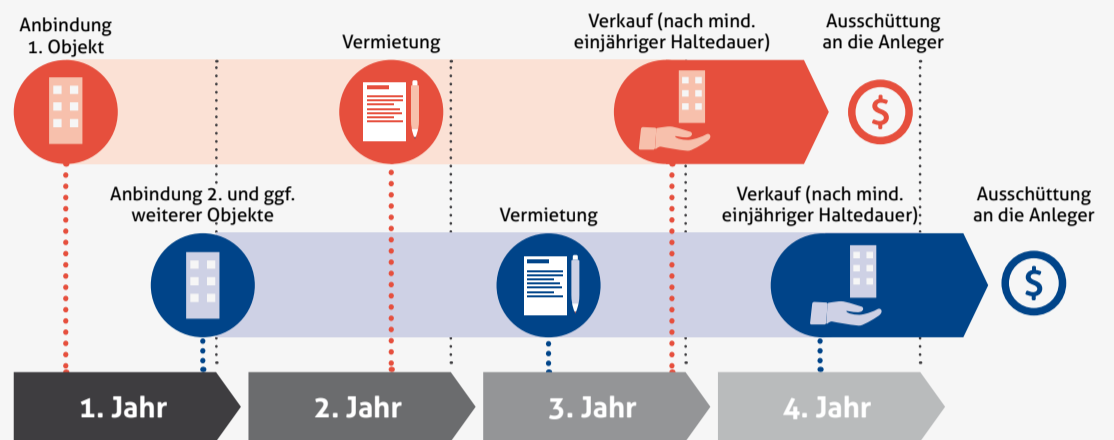 Anbindung
1. Objekt
Vermietung
Verkauf (nach mind.
einjähriger Haltedauer)
Ausschüttung
an die Anleger
$
Anbindung 2. und ggf.
weiterer Objekte
Vermietung
Verkauf (nach mind.
einjähriger Haltedauer)
Ausschüttung
an die Anleger
$
1. Jahr
2. Jahr
3. Jahr
4. Jahr